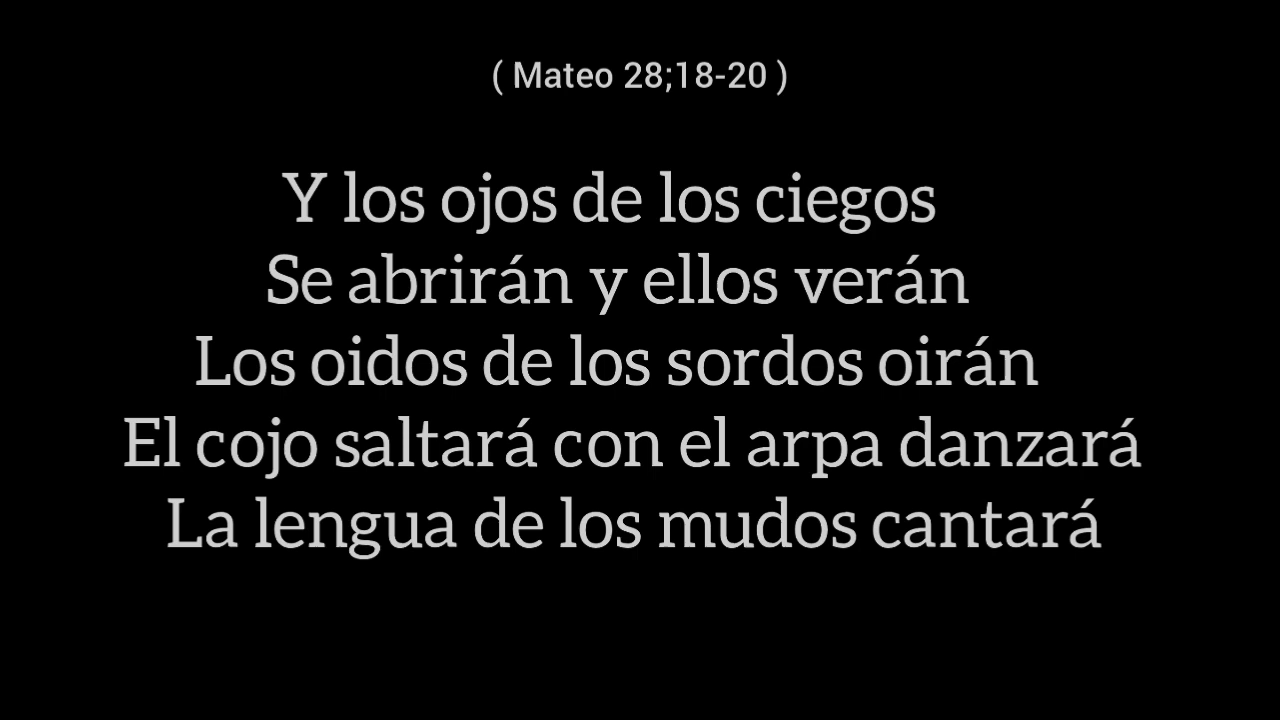 ( Mateo 28;18-20 )
Y los ojos de los ciegos
Se abrirán y ellos verán
Los oidos de los sordos oirán
El cojo saltará con el arpa danzará
La lengua de los mudos cantará